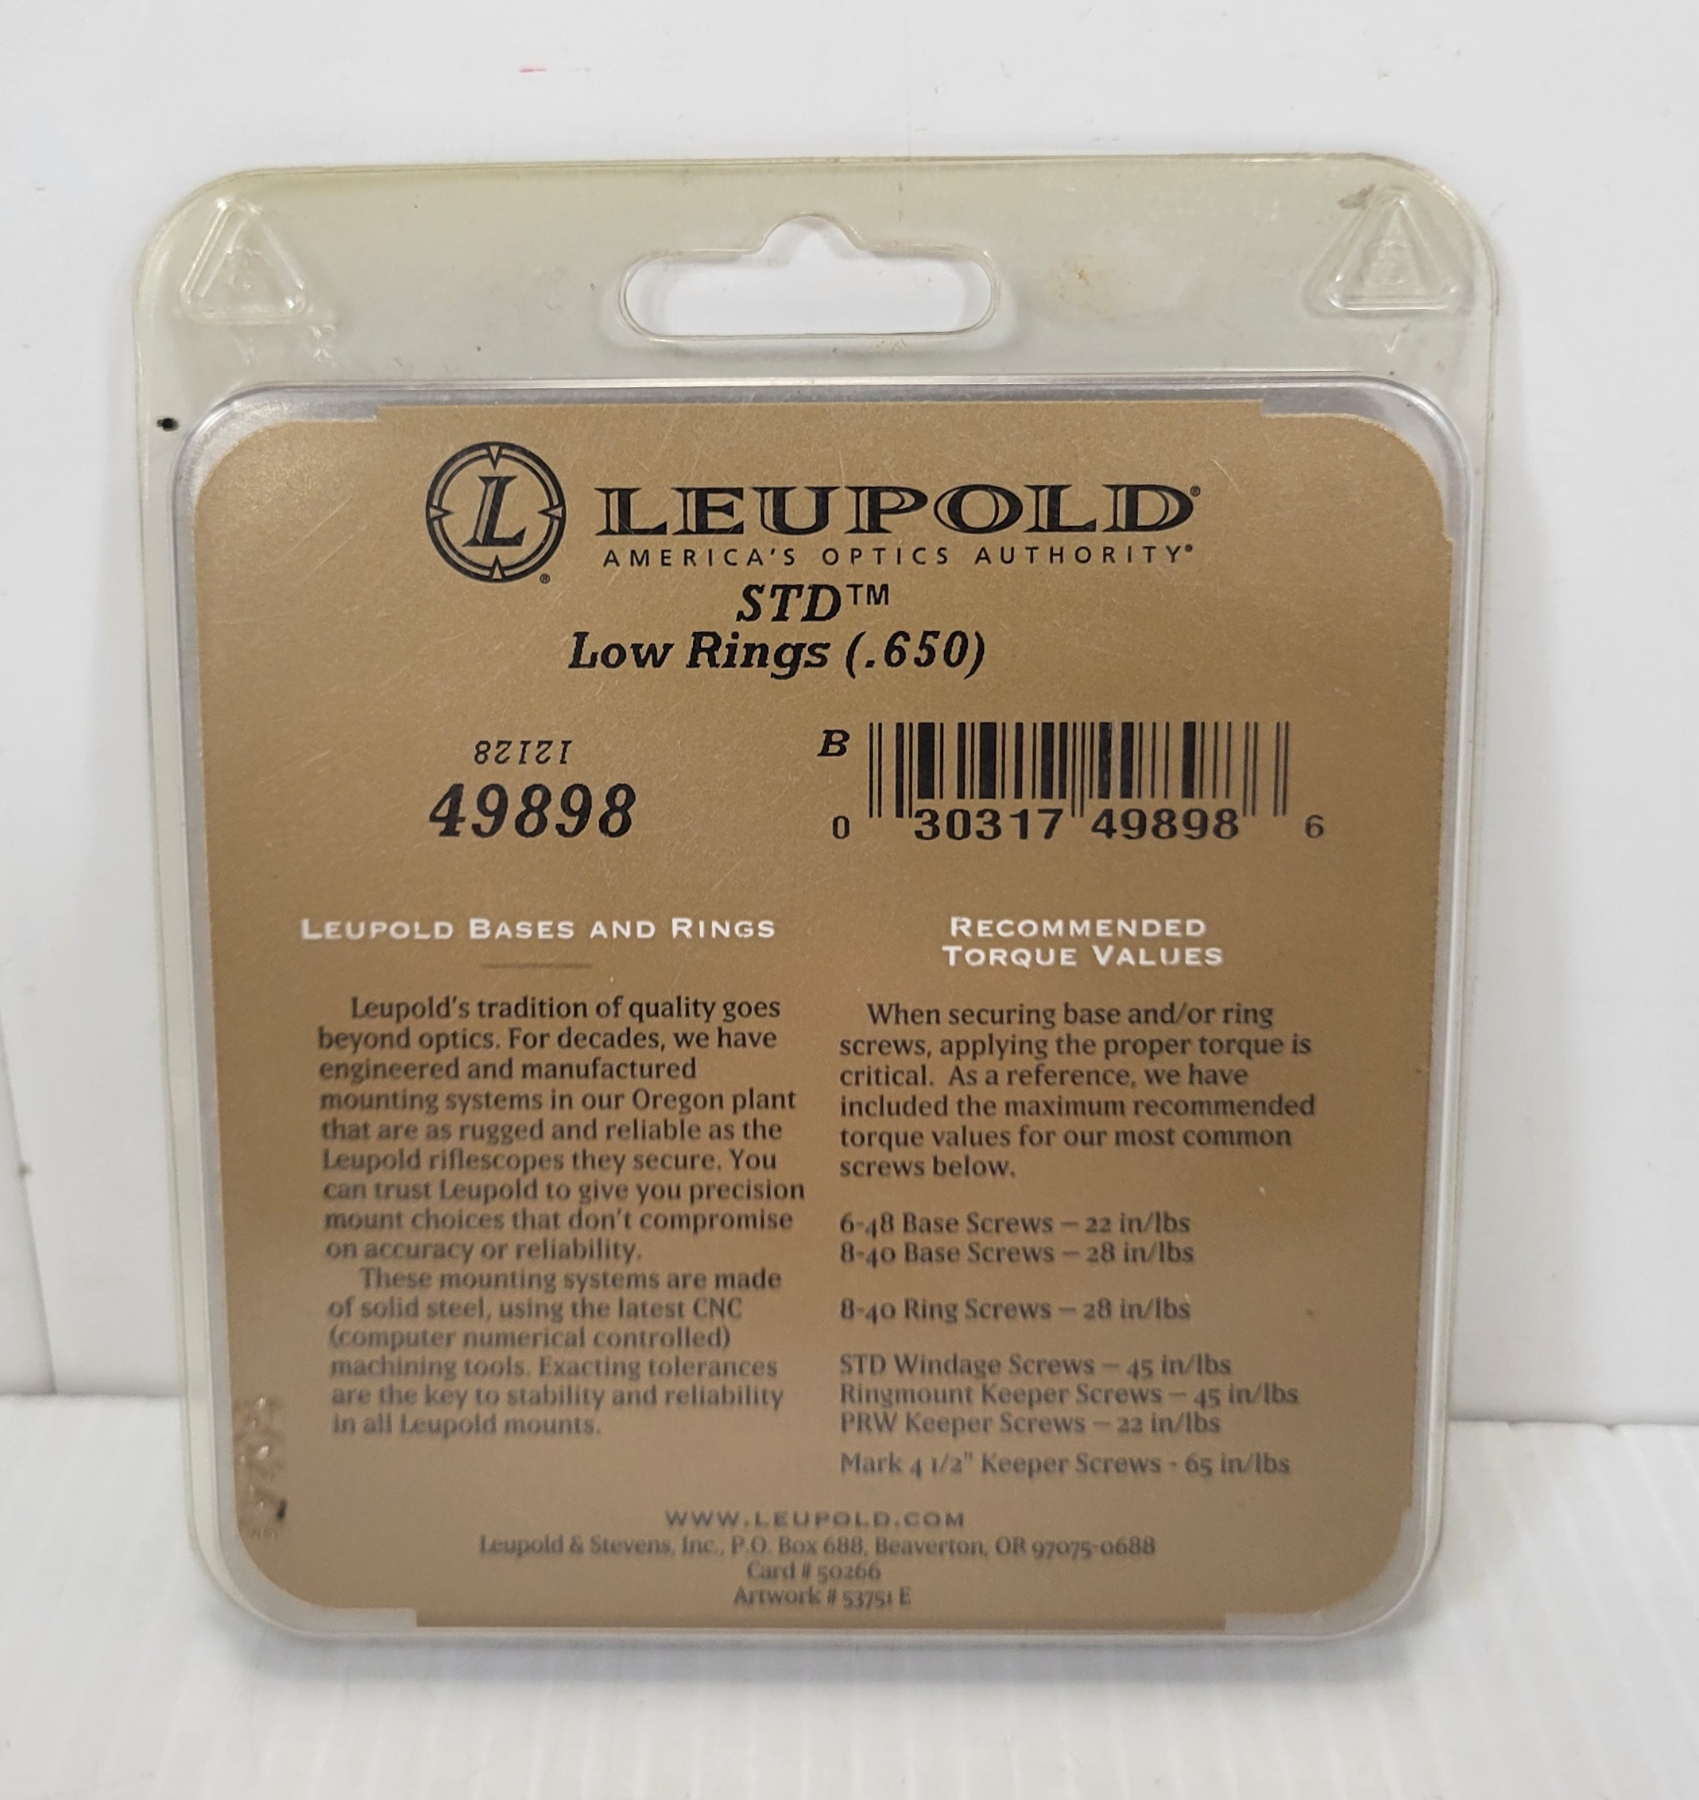 L
LEUPOLD®
AMERICA'S OPTICS AUTHORITY®
STD™
Low Rings (.650)
12128
49898
B
0 30317 49898 6
LEUPOLD BASES AND RINGS
Leupold's tradition of quality goes
beyond optics. For decades, we have
engineered and manufactured
mounting systems in our Oregon plant
that are as rugged and reliable as the
Leupold riflescopes they secure. You
can trust Leupold to give you precision
mount choices that don't compromise
on accuracy or reliability.
These mounting systems are made
of solid steel, using the latest CNC
(computer numerical controlled)
machining tools. Exacting tolerances
are the key to stability and reliability
in all Leupold mounts.
RECOMMENDED
TORQUE VALUES
When securing base and/or ring
screws, applying the proper torque is
critical. As a reference, we have
included the maximum recommended
torque values for our most common
screws below.
6-48 Base Screws – 22 in/lbs
8-40 Base Screws – 28 in/lbs
8-40 Ring Screws – 28 in/lbs
STD Windage Screws – 45 in/lbs
Ringmount Keeper Screws – 45 in/lbs
PRW Keeper Screws – 22 in/lbs
Mark 4 1/2" Keeper Screws - 65 in/lbs
WWW.LEUPOLD.COM
Leupold & Stevens, Inc., P.O. Box 688, Beaverton, OR 97075-0688
Card # 50266
Artwork # 53751 E